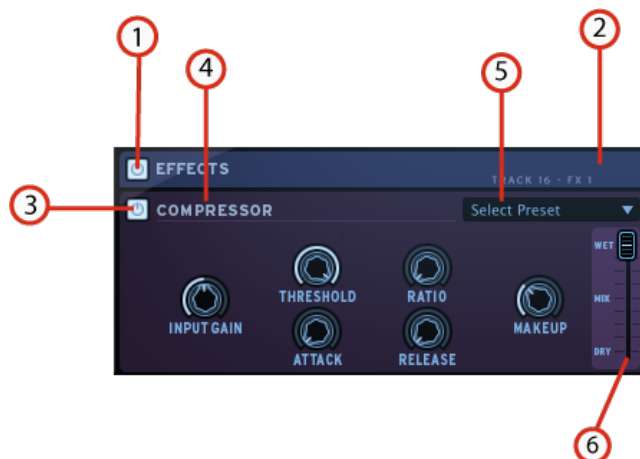 1
2
4
5
EFFECTS
TRACK 16 - FX 1
3
COMPRESSOR
Select Preset
WET
THRESHOLD
RATIO
MIX
INPUT GAIN
MAKEUP
DRY
ATTACK
RELEASE
6